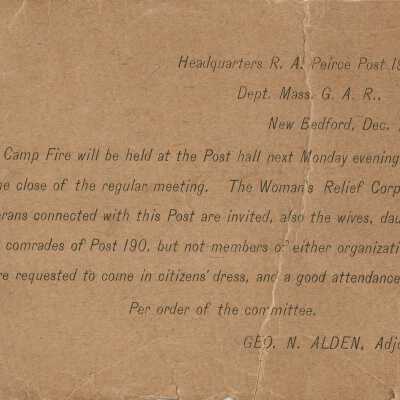 Headquarters R. A. Peirce Post 19
Dept. Mass. G. A. R.,
New Bedford, Dec.
Camp Fire will be held at the Post hall next Monday evening
e close of the regular meeting. The Woman's Relief Corp
rans connected with this Post are invited, also the wives, dau
comrades of Post 190, but not members of either organizati
re requested to come in citizens' dress, and a good attendance
Per order of the committee.
GEO. N. ALDEN, Adj